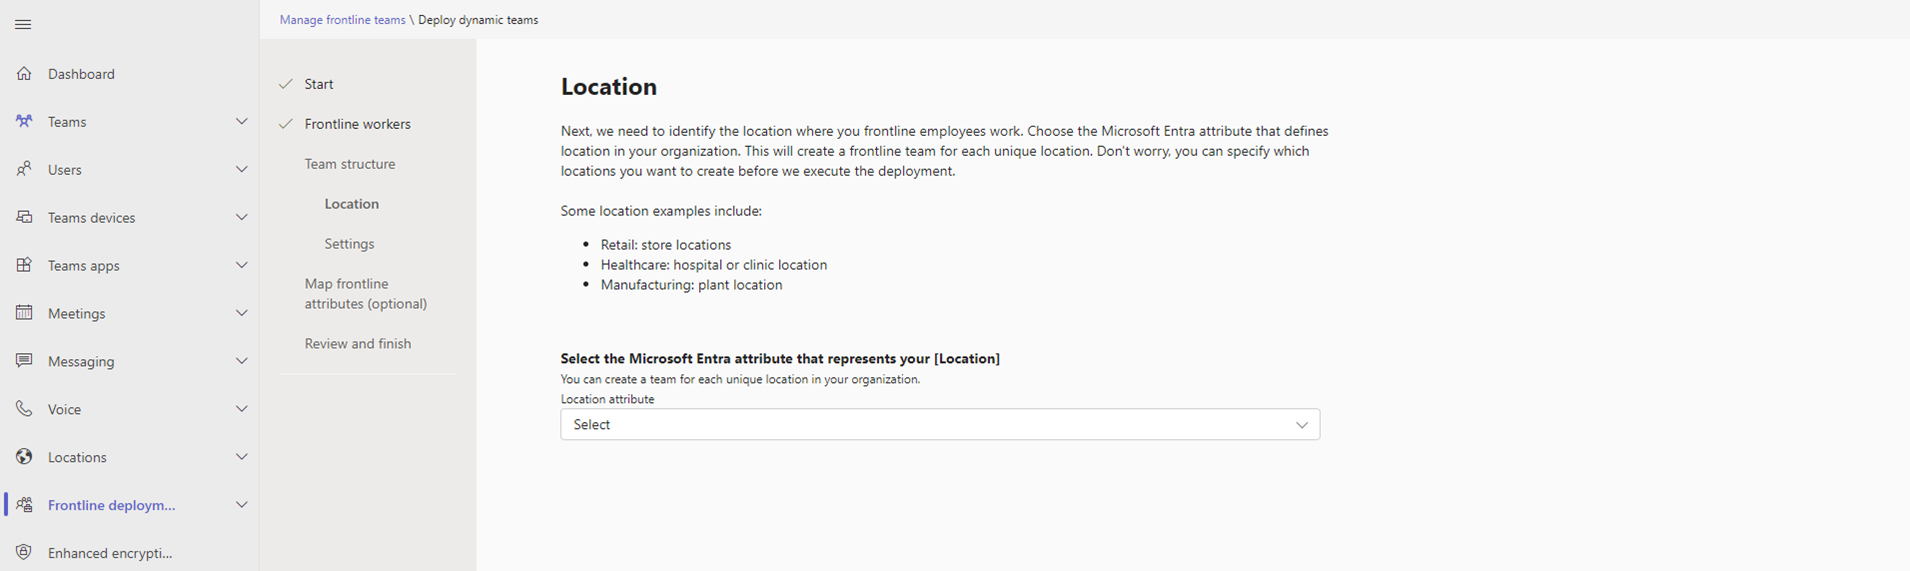 Manage frontline teams \ Deploy dynamic teams
Dashboard
Teams
Users
Teams devices
Teams apps
Meetings
Messaging
Voice
Locations
Frontline deploym...
Enhanced encrypti...
Start
Frontline workers
Team structure
Location
Settings
Map frontline
attributes (optional)
Review and finish
Location
Next, we need to identify the location where you frontline employees work. Choose the Microsoft Entra attribute that defines
location in your organization. This will create a frontline team for each unique location. Don't worry, you can specify which
locations you want to create before we execute the deployment.
Some location examples include:
• Retail: store locations
• Healthcare: hospital or clinic location
• Manufacturing: plant location
Select the Microsoft Entra attribute that represents your [Location]
You can create a team for each unique location in your organization.
Location attribute
Select